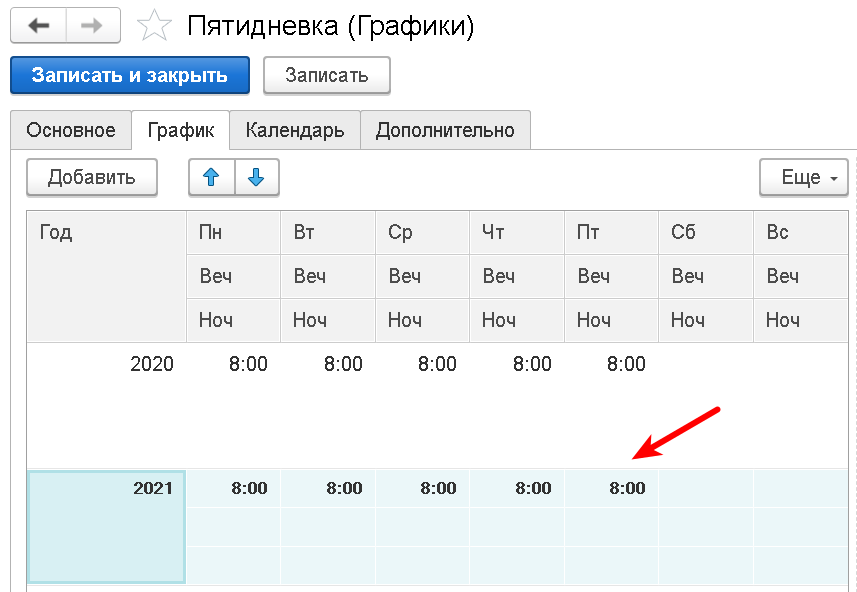 Пятидневка (Графики)
Записать и закрыть Записать
Основное График Календарь Дополнительно
Добавить Еще
Год Пн Вт Ср Чт Пт Сб Вс
Веч Веч Веч Веч Веч Веч Веч
Ноч Ноч Ноч Ноч Ноч Ноч Ноч
2020 8:00 8:00 8:00 8:00 8:00
2021 8:00 8:00 8:00 8:00 8:00